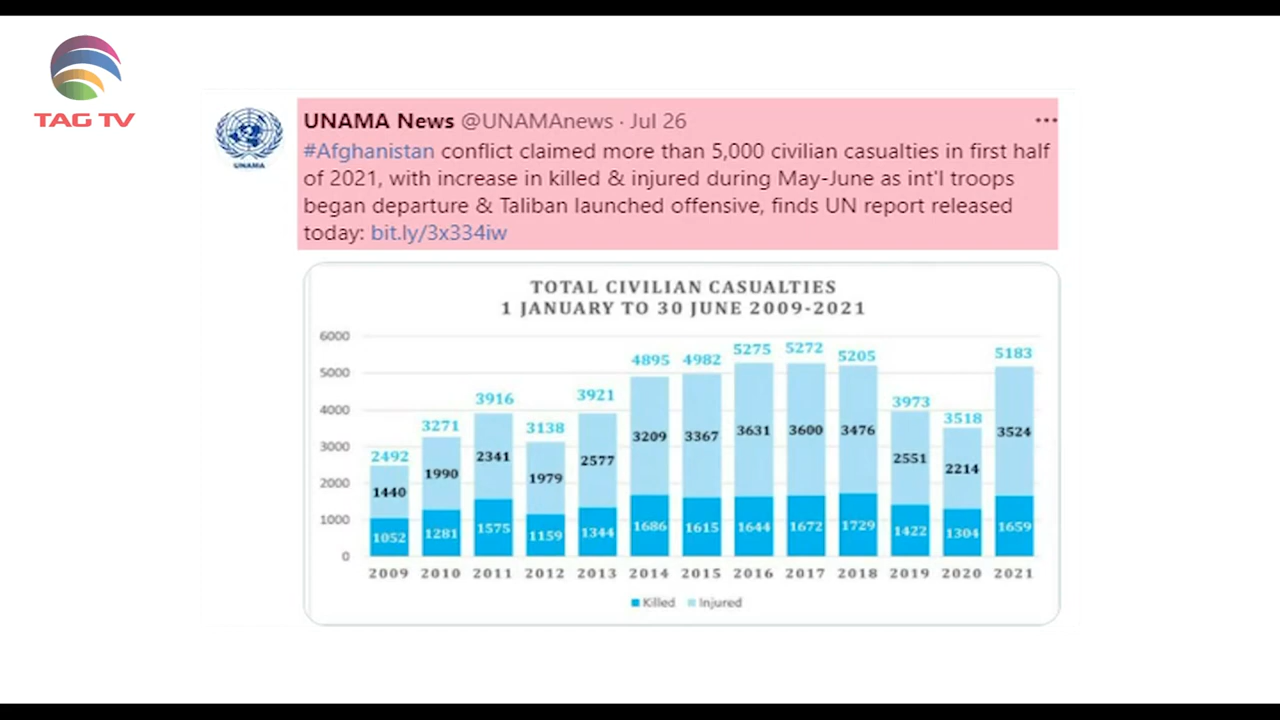 TAG TV
UNAMA
UNAMA News @UNAMAnews · Jul 26
#Afghanistan conflict claimed more than 5,000 civilian casualties in first half
of 2021, with increase in killed & injured during May-June as int'l troops
began departure & Taliban launched offensive, finds UN report released
today: bit.ly/3x334iw
TOTAL CIVILIAN CASUALTIES
1 JANUARY TO 30 JUNE 2009-2021
6000
5000
4000
3000
2000
1000
0
2492 3271 3916 3138 3921 4895 4982 5275 5272 5205 3973 3518 5183
1440 1990 2341 1979 2577 3209 3367 3631 3600 3476 2551 2214 3524
1052 1281 1575 1159 1344 1686 1615 1644 1672 1729 1422 1304 1659
2009 2010 2011 2012 2013 2014 2015 2016 2017 2018 2019 2020 2021
Killed Injured